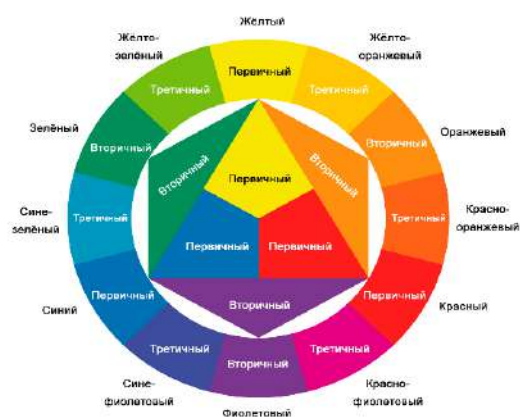 Жёлтый
Жёлто-
зелёный
Жёлто-
оранжевый
Первичный
Третичный
Третичный
Зелёный
Оранжевый
Вторичный
Вторичный
Вторичный
Вторичный
Первичный
Сине-
зелёный
Третичный
Третичный
Красно-
оранжевый
Первичный
Первичный
Синий
Первичный
Первичный
Красный
Вторичный
Третичный
Третичный
Вторичный
Сине-
фиолетовый
Красно-
фиолетовый
Фиолетовый